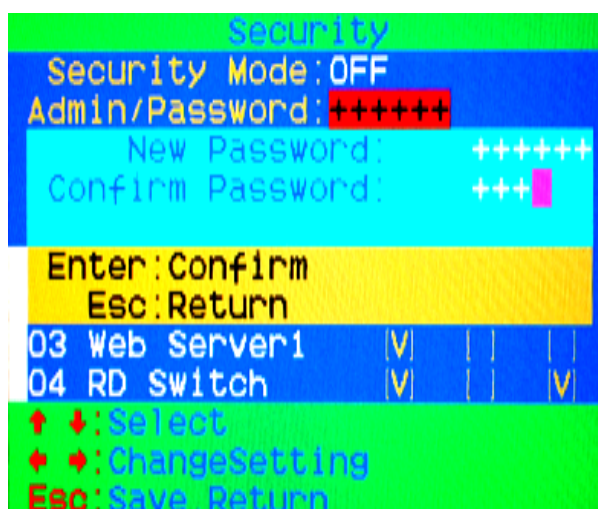 Security
Security Mode:OFF
Admin/Password:++++++
New Password: ++++++
Confirm Password: +++
Enter:Confirm
Esc:Return
03 Web Server1 [V] [ ] [ ]
04 RD Switch [V] [ ] [V]
↑ ↓:Select
← →:ChangeSetting
Esc:Save Return